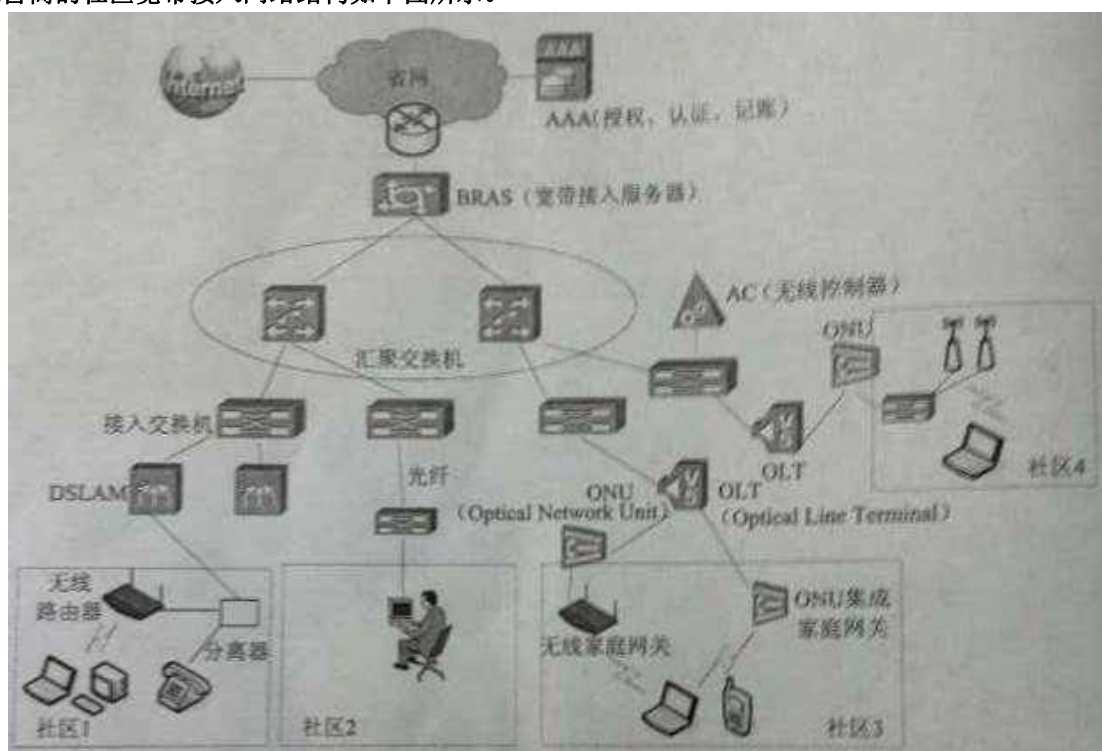 Internet
省网
AAA
AAA(授权、认证、记账)
BRAS(宽带接入服务器)
AC(无线控制器)
ONU
汇聚交换机
接入交换机
光纤
OLT
社区4
DSLAM
ONU
OLT
(Optical Network Unit)
(Optical Line Terminal)
无线
路由器
ONU集成
家庭网关
分离器
无线家庭网关
社区1
社区2
社区3